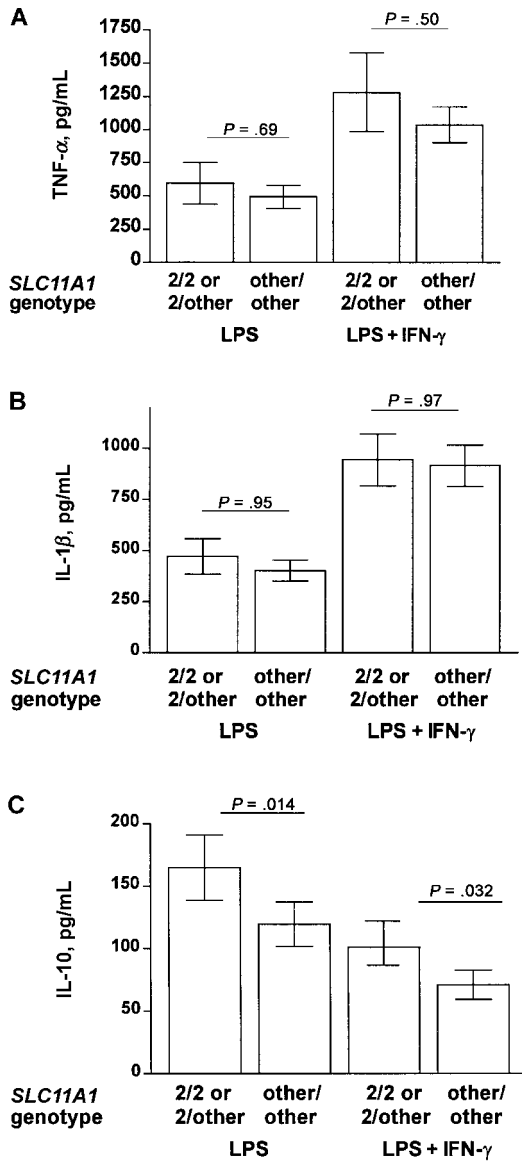 A
TNF-α, pg/mL
1750
1500
1250
1000
750
500
250
0
P = .69
P = .50
SLC11A1 genotype
2/2 or 2/other
other/ other
2/2 or 2/other
other/ other
LPS
LPS + IFN-γ
B
IL-1β, pg/mL
1000
750
500
250
0
P = .95
P = .97
SLC11A1 genotype
2/2 or 2/other
other/ other
2/2 or 2/other
other/ other
LPS
LPS + IFN-γ
C
IL-10, pg/mL
200
150
100
50
0
P = .014
P = .032
SLC11A1 genotype
2/2 or 2/other
other/ other
2/2 or 2/other
other/ other
LPS
LPS + IFN-γ